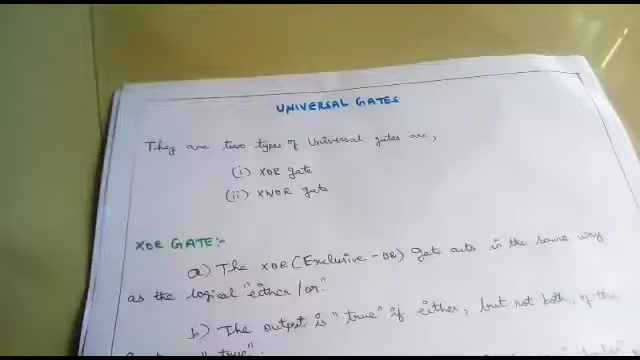 UNIVERSAL GATES
They are two types of Universal gates are,
(i) XOR gate
(ii) XNOR gate
XOR GATE:-
a) The XOR (Exclusive-OR) gate acts in the same way
as the logical "either/or"
b) The output is "true" if either, but not both, of the
"true".